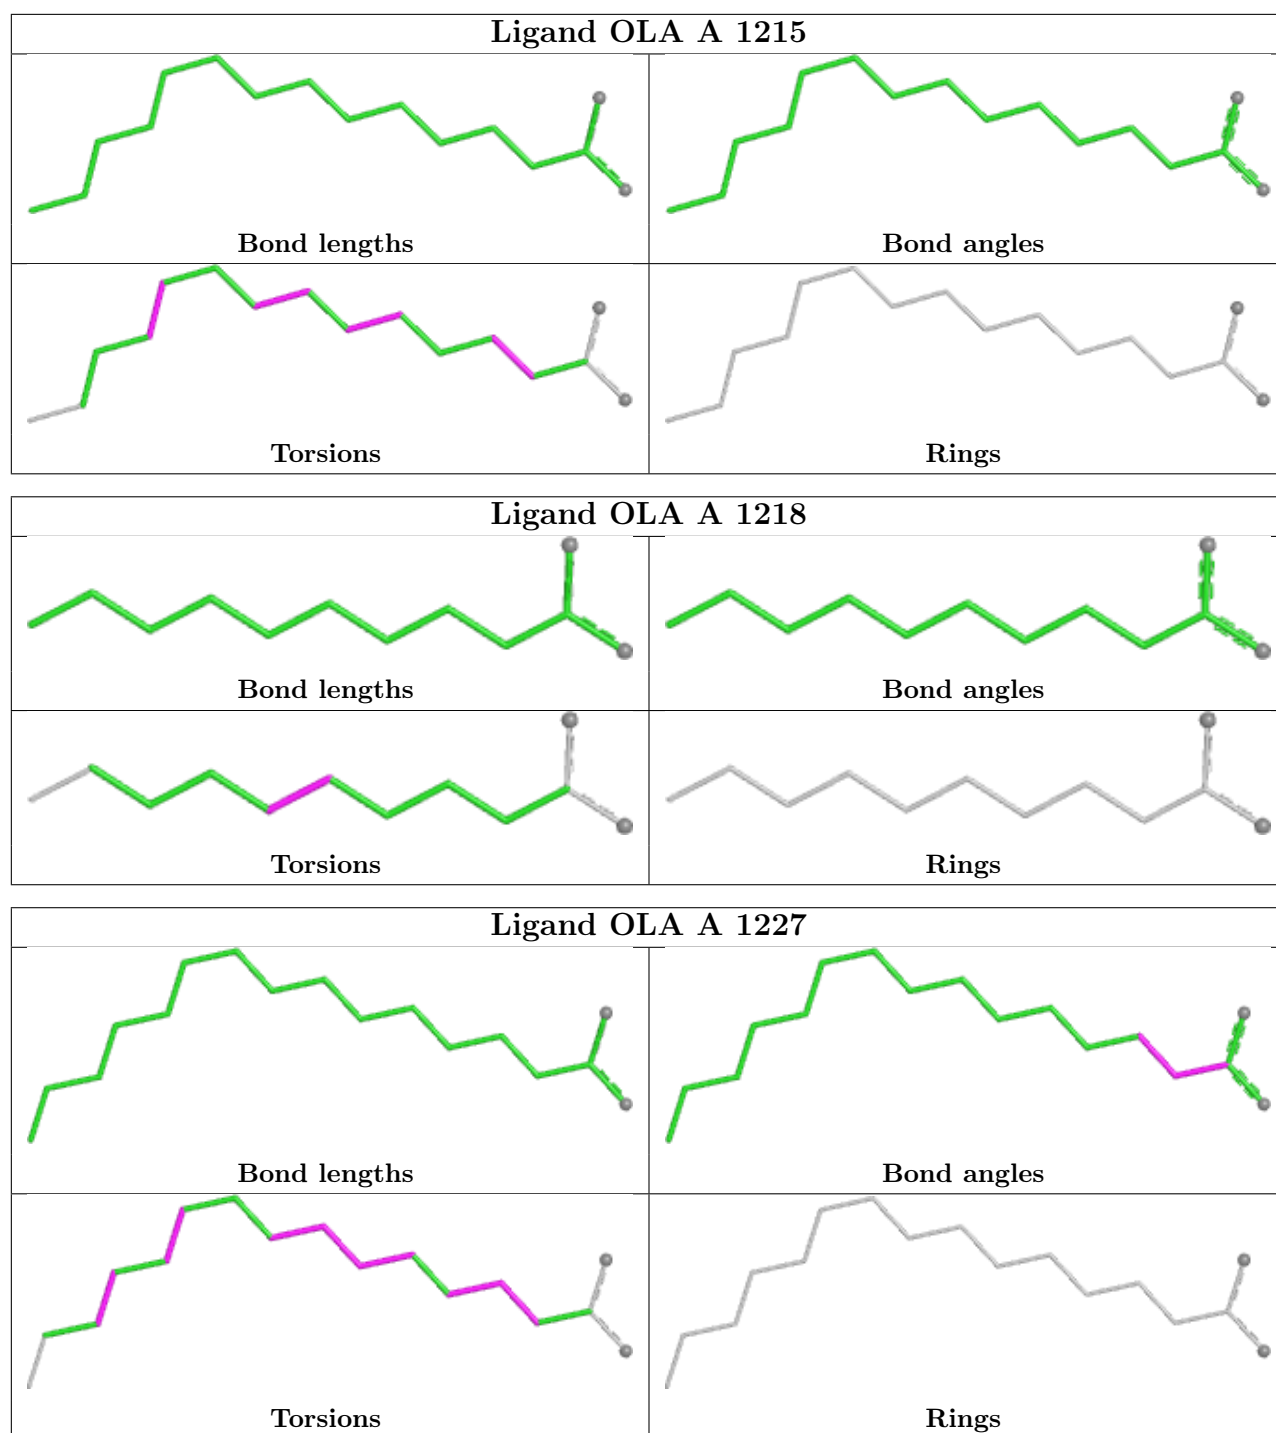 Ligand OLA A 1215
Bond lengths
Bond angles
Torsions
Rings
Ligand OLA A 1218
Bond lengths
Bond angles
Torsions
Rings
Ligand OLA A 1227
Bond lengths
Bond angles
Torsions
Rings